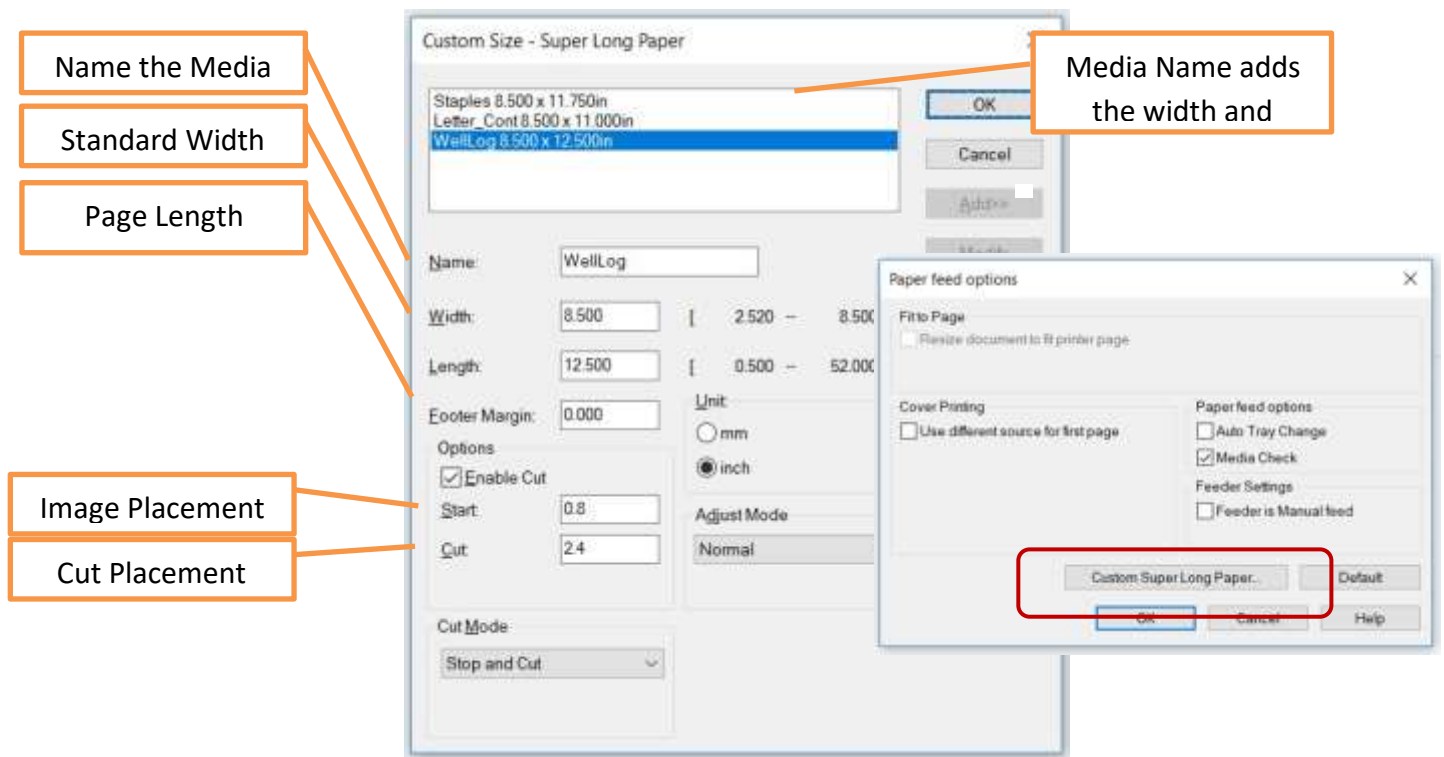 Name the Media
Standard Width
Page Length
Image Placement
Cut Placement
Media Name adds
the width and
Custom Size - Super Long Paper
Staples 8.500 x 11.750in
Letter_Cont 8.500 x 11.000in
WellLog 8.500 x 12.500in
OK
Cancel
Add>>
Name: WellLog
Width: 8.500 [ 2.520 -- 8.500
Length: 12.500 [ 0.500 -- 52.000
Footer Margin: 0.000
Unit
mm
inch
Options
Enable Cut
Start: 0.8
Cut: 2.4
Adjust Mode
Normal
Cut Mode
Stop and Cut
Paper feed options
Fit to Page
Resize document to fit printer page
Cover Printing
Use different source for first page
Paper feed options
Auto Tray Change
Media Check
Feeder Settings
Feeder is Manual feed
Custom Super Long Paper...
Default
OK
Cancel
Help